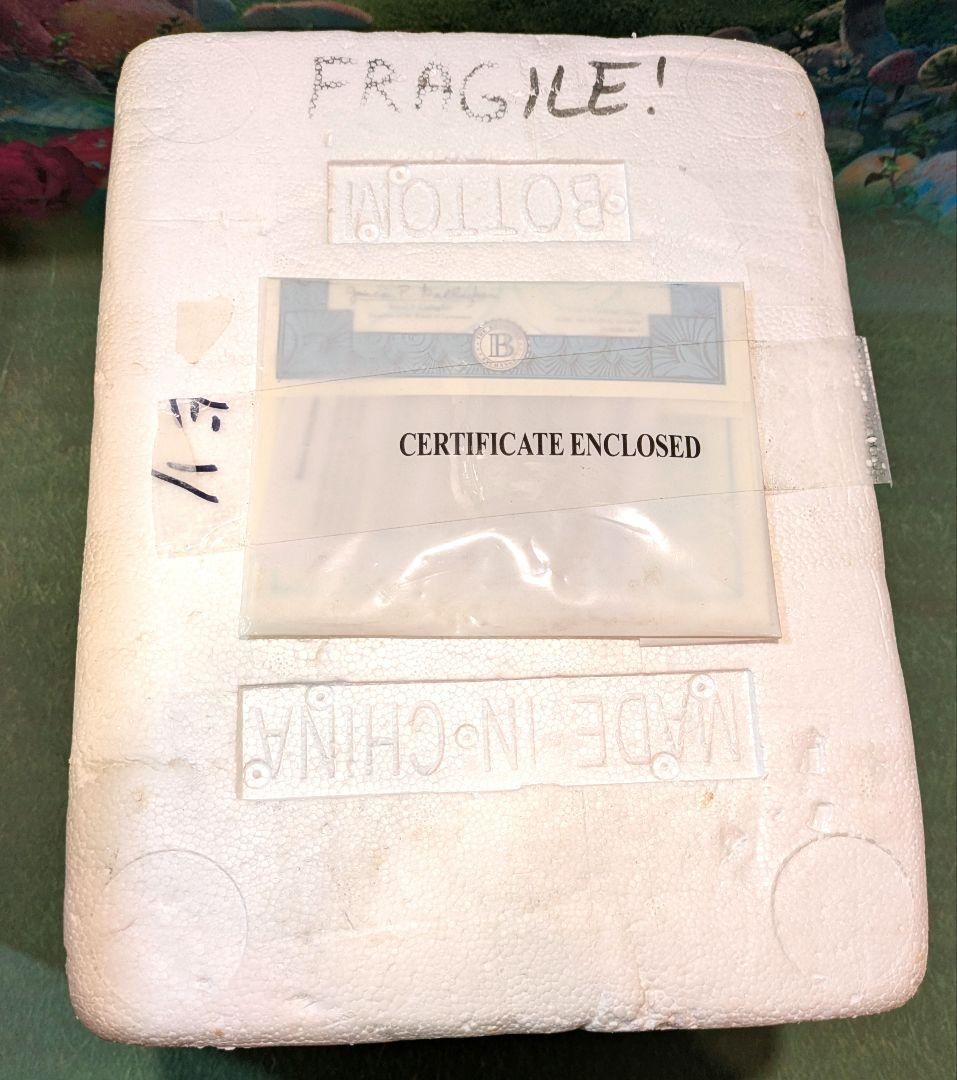 FRAGILE!
BOTTOM
B
CERTIFICATE ENCLOSED
MADE·IN·CHINA